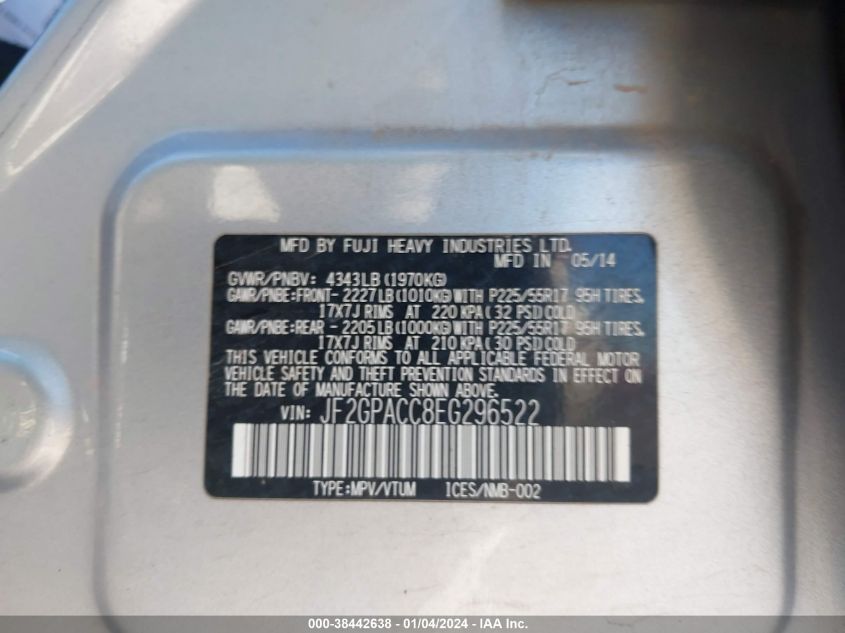 MFD BY FUJI HEAVY INDUSTRIES LTD.
MFD IN 05/14
GVWR/PNBV: 4343LB(1970KG)
GAWR/PNBE:FRONT-2227LB(1010KG)WITH P225/55R17 95H TIRES,
17X7J RIMS AT 220 KPA(32 PSI)COLD
GAWR/PNBE:REAR -2205LB(1000KG)WITH P225/55R17 95H TIRES,
17X7J RIMS AT 210 KPA(30 PSI)COLD
THIS VEHICLE CONFORMS TO ALL APPLICABLE FEDERAL MOTOR
VEHICLE SAFETY AND THEFT PREVENTION STANDARDS IN EFFECT ON
THE DATE OF MANUFACTURE SHOWN ABOVE.
VIN: JF2GPACC8EG296522
TYPE:MPV/VTUM ICES/NMB-002
000-38442638 - 01/04/2024 - IAA Inc.